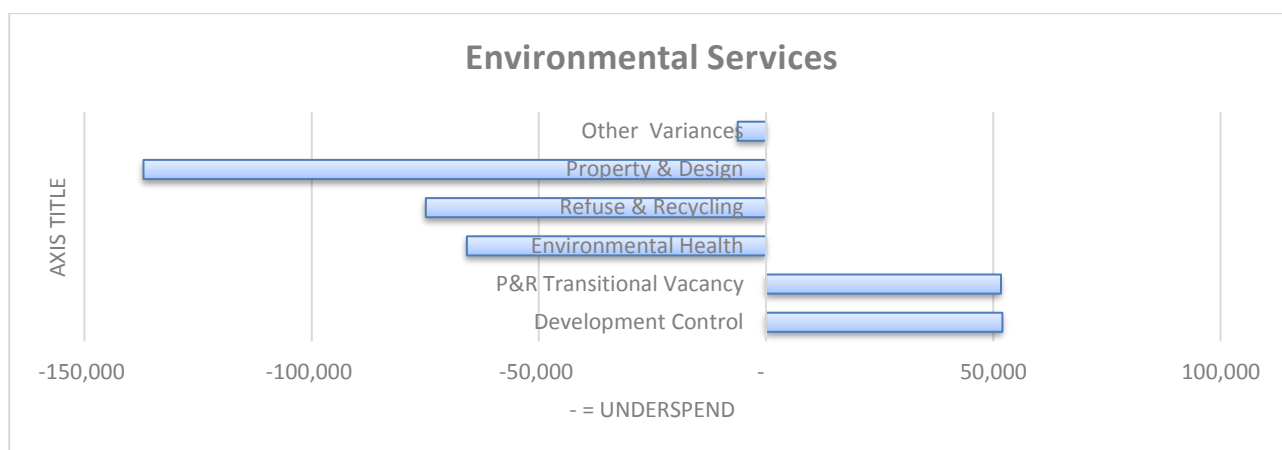 Environmental Services
AXIS TITLE
Other Variances
Property & Design
Refuse & Recycling
Environmental Health
P&R Transitional Vacancy
Development Control
-150,000 -100,000 -50,000 - 50,000 100,000
- = UNDERSPEND